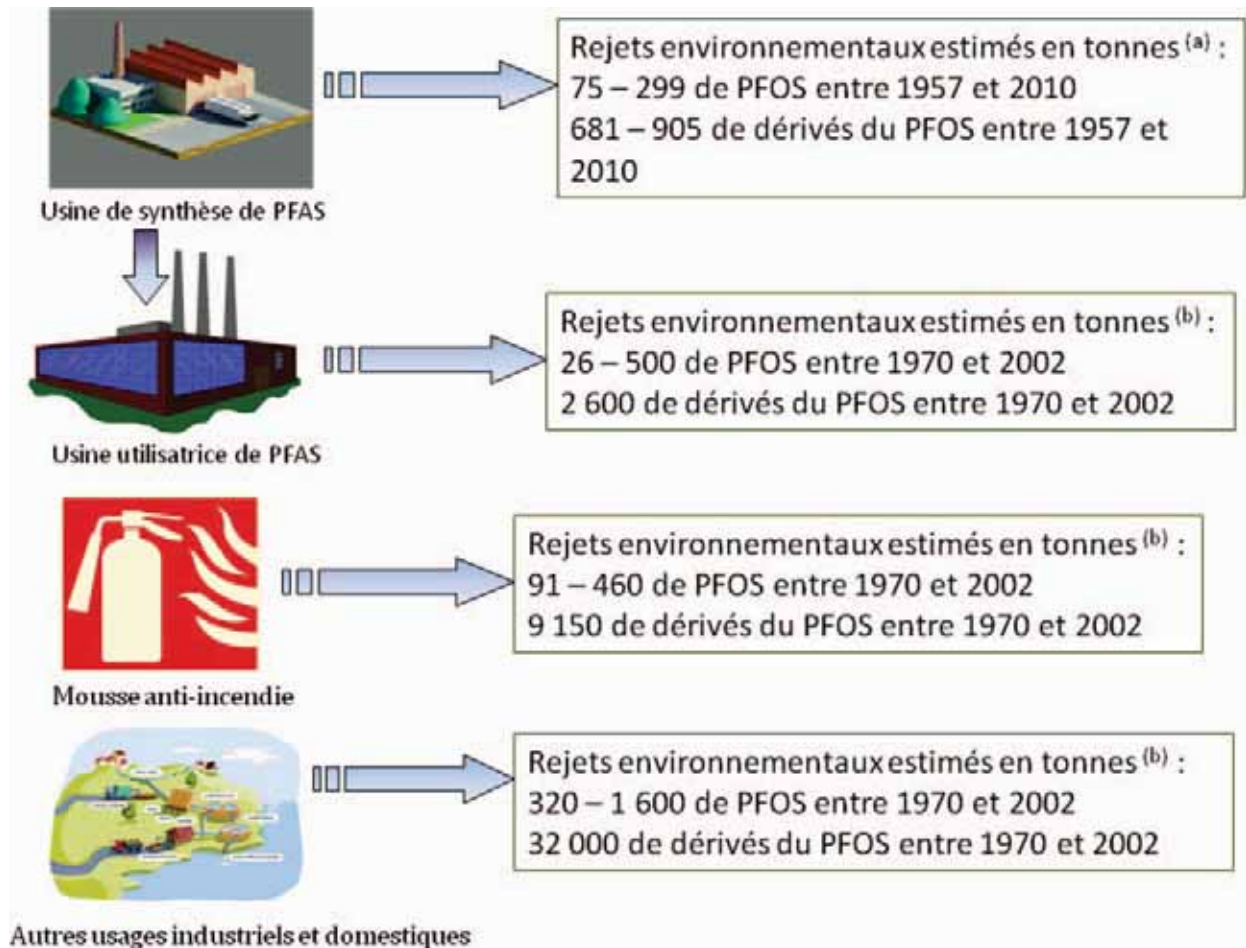 Rejets environnementaux estimés en tonnes (a) :
75 – 299 de PFOS entre 1957 et 2010
681 – 905 de dérivés du PFOS entre 1957 et
2010
Usine de synthèse de PFAS
Rejets environnementaux estimés en tonnes (b) :
26 – 500 de PFOS entre 1970 et 2002
2 600 de dérivés du PFOS entre 1970 et 2002
Usine utilisatrice de PFAS
Rejets environnementaux estimés en tonnes (b) :
91 – 460 de PFOS entre 1970 et 2002
9 150 de dérivés du PFOS entre 1970 et 2002
Mousse anti-incendie
Rejets environnementaux estimés en tonnes (b) :
320 – 1 600 de PFOS entre 1970 et 2002
32 000 de dérivés du PFOS entre 1970 et 2002
Autres usages industriels et domestiques